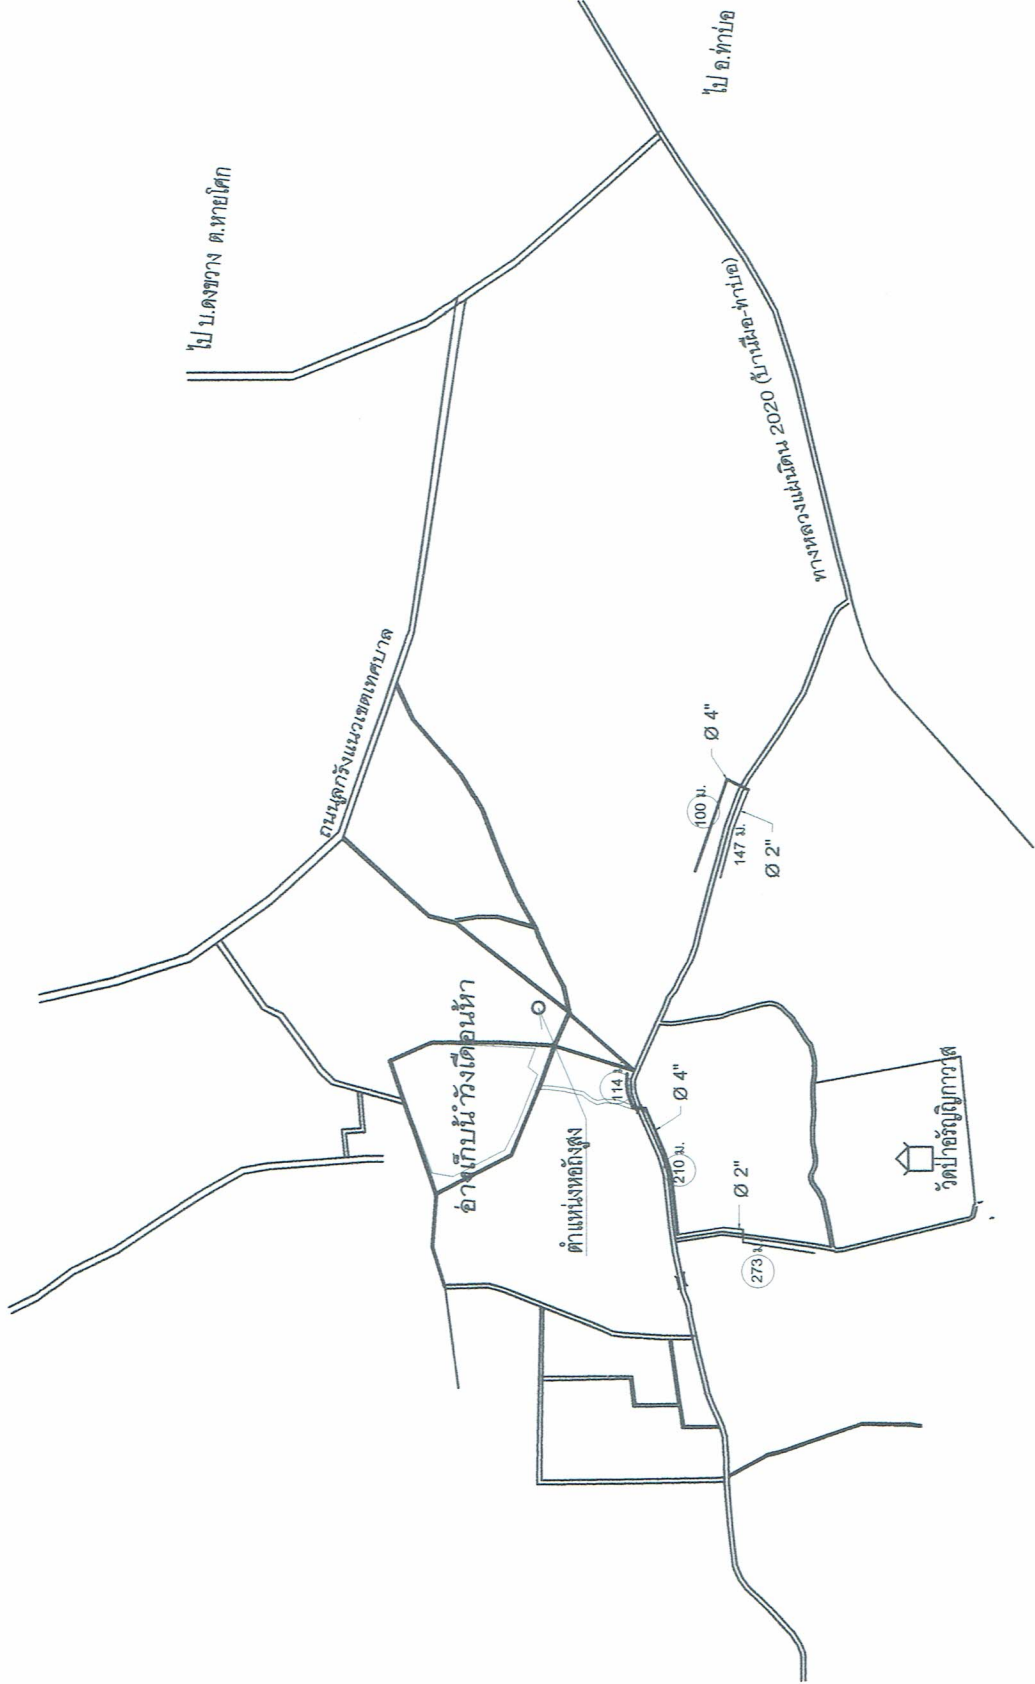 ไป บ.ดงขวาง ต.หายโศก
ไป อ.ท่าบ่อ
ถนนลูกรังแนวเขตเทศบาล
ทางหลวงแผ่นดิน 2020 (บ้านผือ-ท่าบ่อ)
อ่างเก็บน้ำวังเดือนห้า
ตำแหน่งหอถังสูง
100 ม.
Ø 4"
147 ม.
Ø 2"
114
Ø 4"
210 ม.
Ø 2"
273 ม.
วัดป่าอรัญญิกาวาส